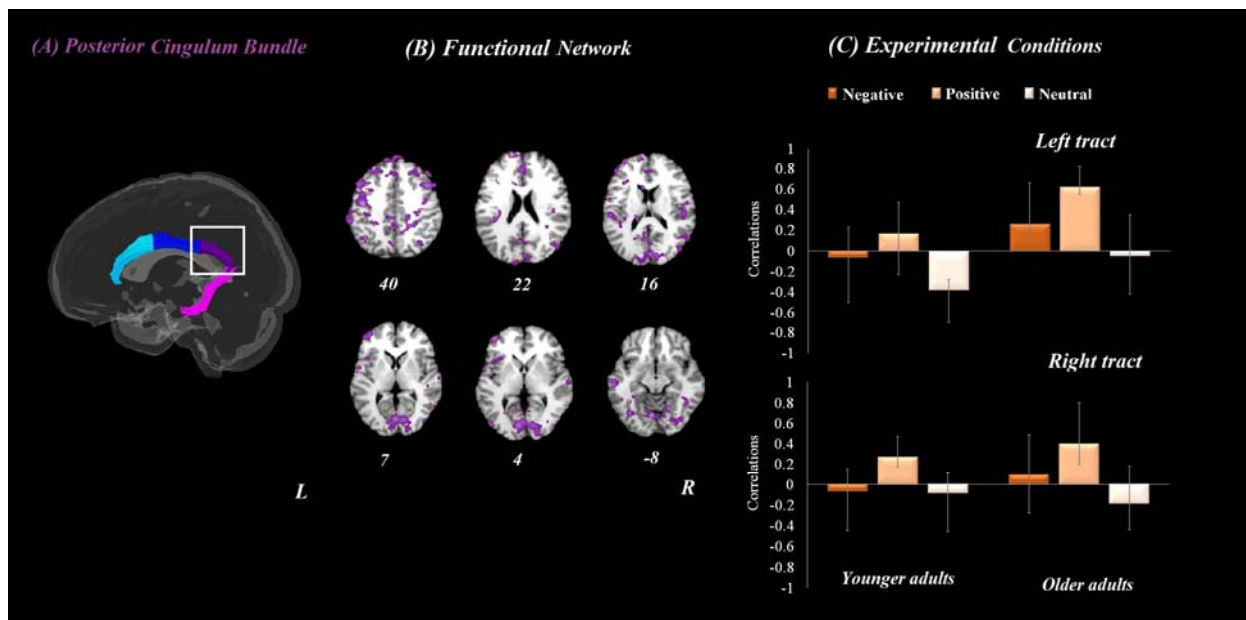 (A) Posterior Cingulum Bundle
(B) Functional Network
(C) Experimental Conditions
Negative Positive Neutral
40 22 16
7 4 -8
L R
Left tract
Correlations
1
0.8
0.6
0.4
0.2
0
-0.2
-0.4
-0.6
-0.8
-1
Right tract
Correlations
1
0.8
0.6
0.4
0.2
0
-0.2
-0.4
-0.6
-0.8
-1
Younger adults Older adults